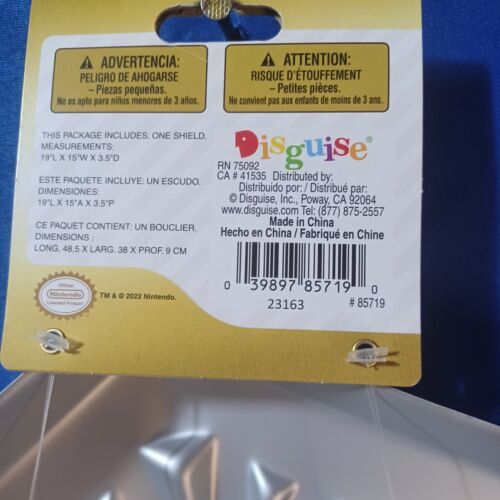 ADVERTENCIA:
PELIGRO DE AHOGARSE
– Piezas pequeñas.
No es apto para niños menores de 3 años.
ATTENTION:
RISQUE D'ÉTOUFFEMENT
– Petites pièces.
Ne convient pas aux enfants de moins de 3 ans.
THIS PACKAGE INCLUDES: ONE SHIELD.
MEASUREMENTS:
19"L X 15"W X 3.5"D
ESTE PAQUETE INCLUYE: UN ESCUDO.
DIMENSIONES:
19"L X 15"A X 3.5"P
CE PAQUET CONTIENT: UN BOUCLIER.
DIMENSIONS :
LONG. 48,5 X LARG. 38 X PROF. 9 CM
Official
Nintendo
Licensed Product
TM & © 2022 Nintendo.
Disguise®
RN 75092
CA # 41535 Distributed by:
Distribuido por: / Distribué par:
© Disguise, Inc., Poway, CA 92064
www.disguise.com Tel: (877) 875-2557
Made in China
Hecho en China / Fabriqué en Chine
0 39897 85719 0
23163 # 85719